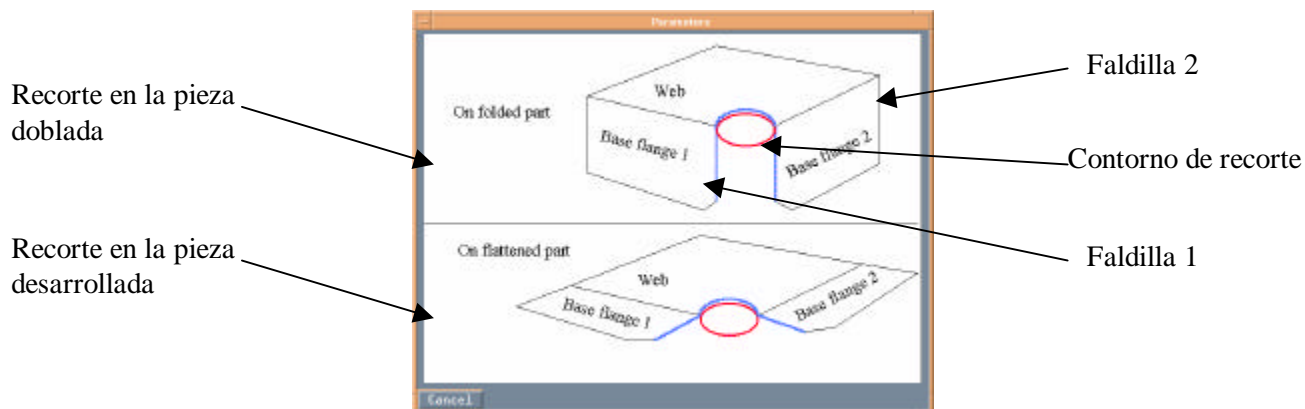 Parameters
Recorte en la pieza
doblada
On folded part
Web
Base flange 1
Base flange 2
Faldilla 2
Contorno de recorte
Faldilla 1
Recorte en la pieza
desarrollada
On flattened part
Web
Base flange 1
Base flange 2
Cancel